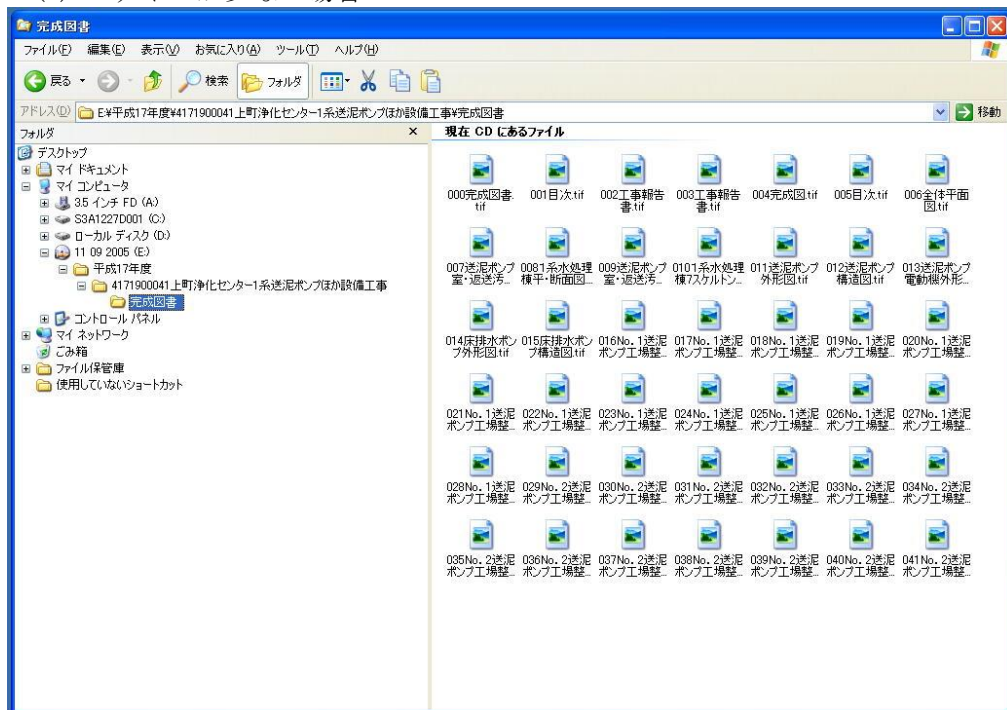 完成図書
ファイル(F) 編集(E) 表示(V) お気に入り(A) ツール(T) ヘルプ(H)
戻る 検索 フォルダ
アドレス(D) E:¥平成17年度¥4171900041上町浄化センター1系送泥ポンプほか設備工事¥完成図書 移動
フォルダ ×
現在 CD にあるファイル
デスクトップ
マイ ドキュメント
マイ コンピュータ
3.5 インチ FD (A:)
S3A1227D001 (C:)
ローカル ディスク (D:)
11 09 2005 (E:)
平成17年度
4171900041上町浄化センター1系送泥ポンプほか設備工事
完成図書
コントロール パネル
マイ ネットワーク
ごみ箱
ファイル保管庫
使用していないショートカット
000完成図書. 001目次.tif 002工事報告 003工事報告 004完成図.tif 005目次.tif 006全体平面
tif 書.tif 書.tif 図.tif
007送泥ポンプ 0081系水処理 009送泥ポンプ 0101系水処理 011送泥ポンプ 012送泥ポンプ 013送泥ポンプ
室・返送汚... 棟平・断面図... 室・返送汚... 棟7スケルトン... 外形図.tif 構造図.tif 電動機外形...
014床排水ポン 015床排水ポン 016No.1送泥 017No.1送泥 018No.1送泥 019No.1送泥 020No.1送泥
プ外形図.tif プ構造図.tif ポンプ工場整... ポンプ工場整... ポンプ工場整... ポンプ工場整... ポンプ工場整...
021No.1送泥 022No.1送泥 023No.1送泥 024No.1送泥 025No.1送泥 026No.1送泥 027No.1送泥
ポンプ工場整... ポンプ工場整... ポンプ工場整... ポンプ工場整... ポンプ工場整... ポンプ工場整... ポンプ工場整...
028No.1送泥 029No.2送泥 030No.2送泥 031No.2送泥 032No.2送泥 033No.2送泥 034No.2送泥
ポンプ工場整... ポンプ工場整... ポンプ工場整... ポンプ工場整... ポンプ工場整... ポンプ工場整... ポンプ工場整...
035No.2送泥 036No.2送泥 037No.2送泥 038No.2送泥 039No.2送泥 040No.2送泥 041No.2送泥
ポンプ工場整... ポンプ工場整... ポンプ工場整... ポンプ工場整... ポンプ工場整... ポンプ工場整... ポンプ工場整...